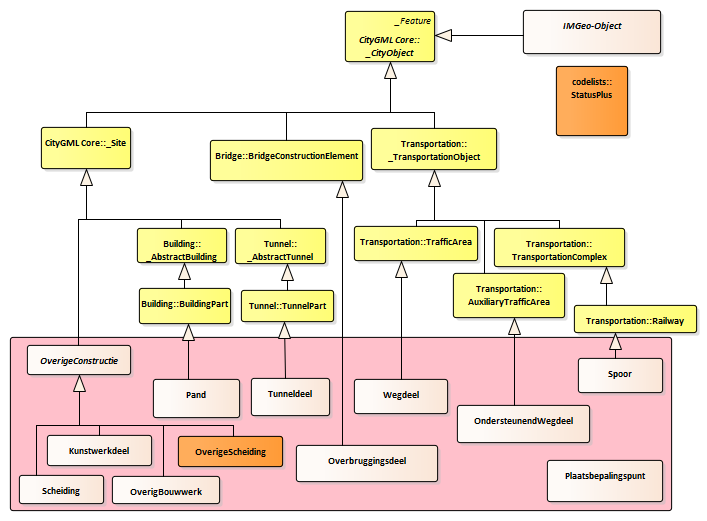 _Feature
CityGML Core::
_CityObject
IMGeo-Object
codelists::
StatusPlus
CityGML Core::_Site
Bridge::BridgeConstructionElement
Transportation::
_TransportationObject
Building::
_AbstractBuilding
Tunnel::
_AbstractTunnel
Transportation::TrafficArea
Transportation::
TransportationComplex
Transportation::
AuxiliaryTrafficArea
Building::BuildingPart
Tunnel::TunnelPart
Transportation::Railway
OverigeConstructie
Pand
Tunneldeel
Wegdeel
Spoor
OndersteunendWegdeel
Kunstwerkdeel
OverigeScheiding
Overbruggingsdeel
Scheiding
OverigBouwwerk
Plaatsbepalingspunt